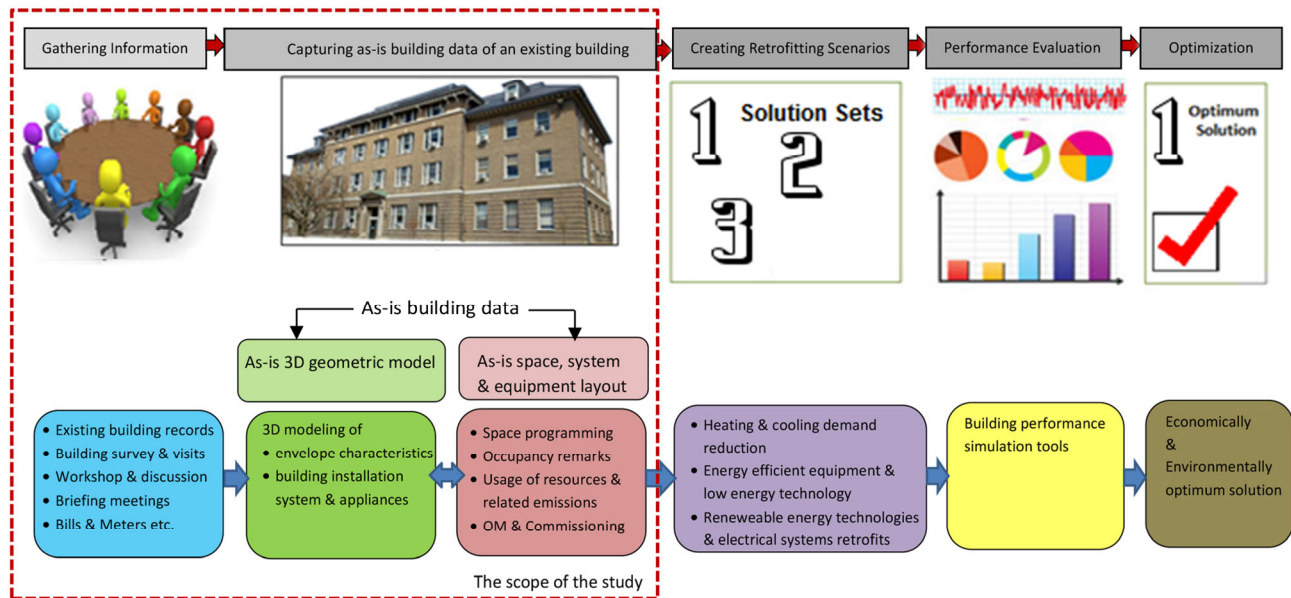 Gathering Information
Capturing as-is building data of an existing building
Creating Retrofitting Scenarios
Performance Evaluation
Optimization
1
Solution Sets
2
3
1
Optimum
Solution
As-is building data
As-is 3D geometric model
As-is space, system
& equipment layout
• Existing building records
• Building survey & visits
• Workshop & discussion
• Briefing meetings
• Bills & Meters etc.
3D modeling of
• envelope characteristics
• building installation
system & appliances
• Space programming
• Occupancy remarks
• Usage of resources &
related emissions
• OM & Commissioning
• Heating & cooling demand
reduction
• Energy efficient equipment &
low energy technology
• Reneweable energy technologies
& electrical systems retrofits
Building performance
simulation tools
Economically
&
Environmentally
optimum solution
The scope of the study